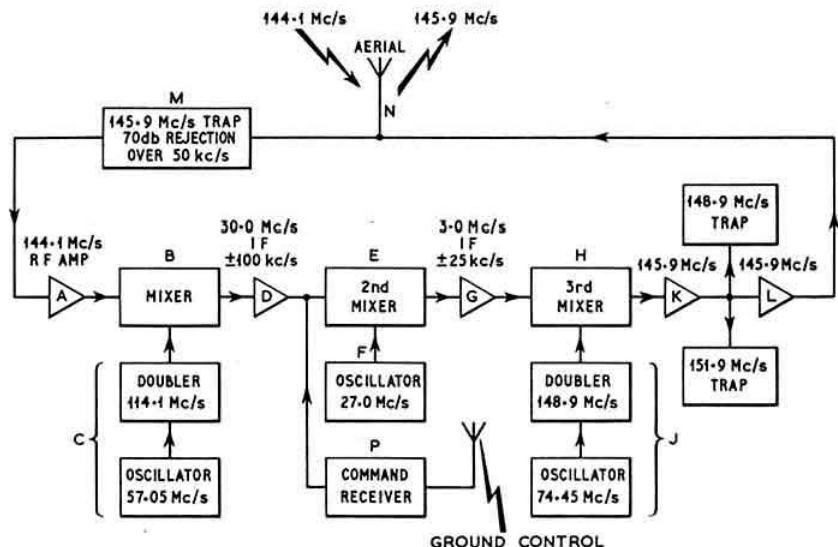 144·1 Mc/s
145·9 Mc/s
AERIAL
M
N
145·9 Mc/s TRAP
70db REJECTION
OVER 50 kc/s
144·1 Mc/s
R F AMP
B
30·0 Mc/s
I F
±100 kc/s
E
3·0 Mc/s
I F
±25 kc/s
H
148·9 Mc/s
TRAP
145·9 Mc/s
145·9 Mc/s
A
MIXER
D
2nd
MIXER
G
3rd
MIXER
K
L
F
151·9 Mc/s
TRAP
C
DOUBLER
114·1 Mc/s
OSCILLATOR
27·0 Mc/s
DOUBLER
148·9 Mc/s
J
P
OSCILLATOR
57·05 Mc/s
COMMAND
RECEIVER
OSCILLATOR
74·45 Mc/s
GROUND CONTROL